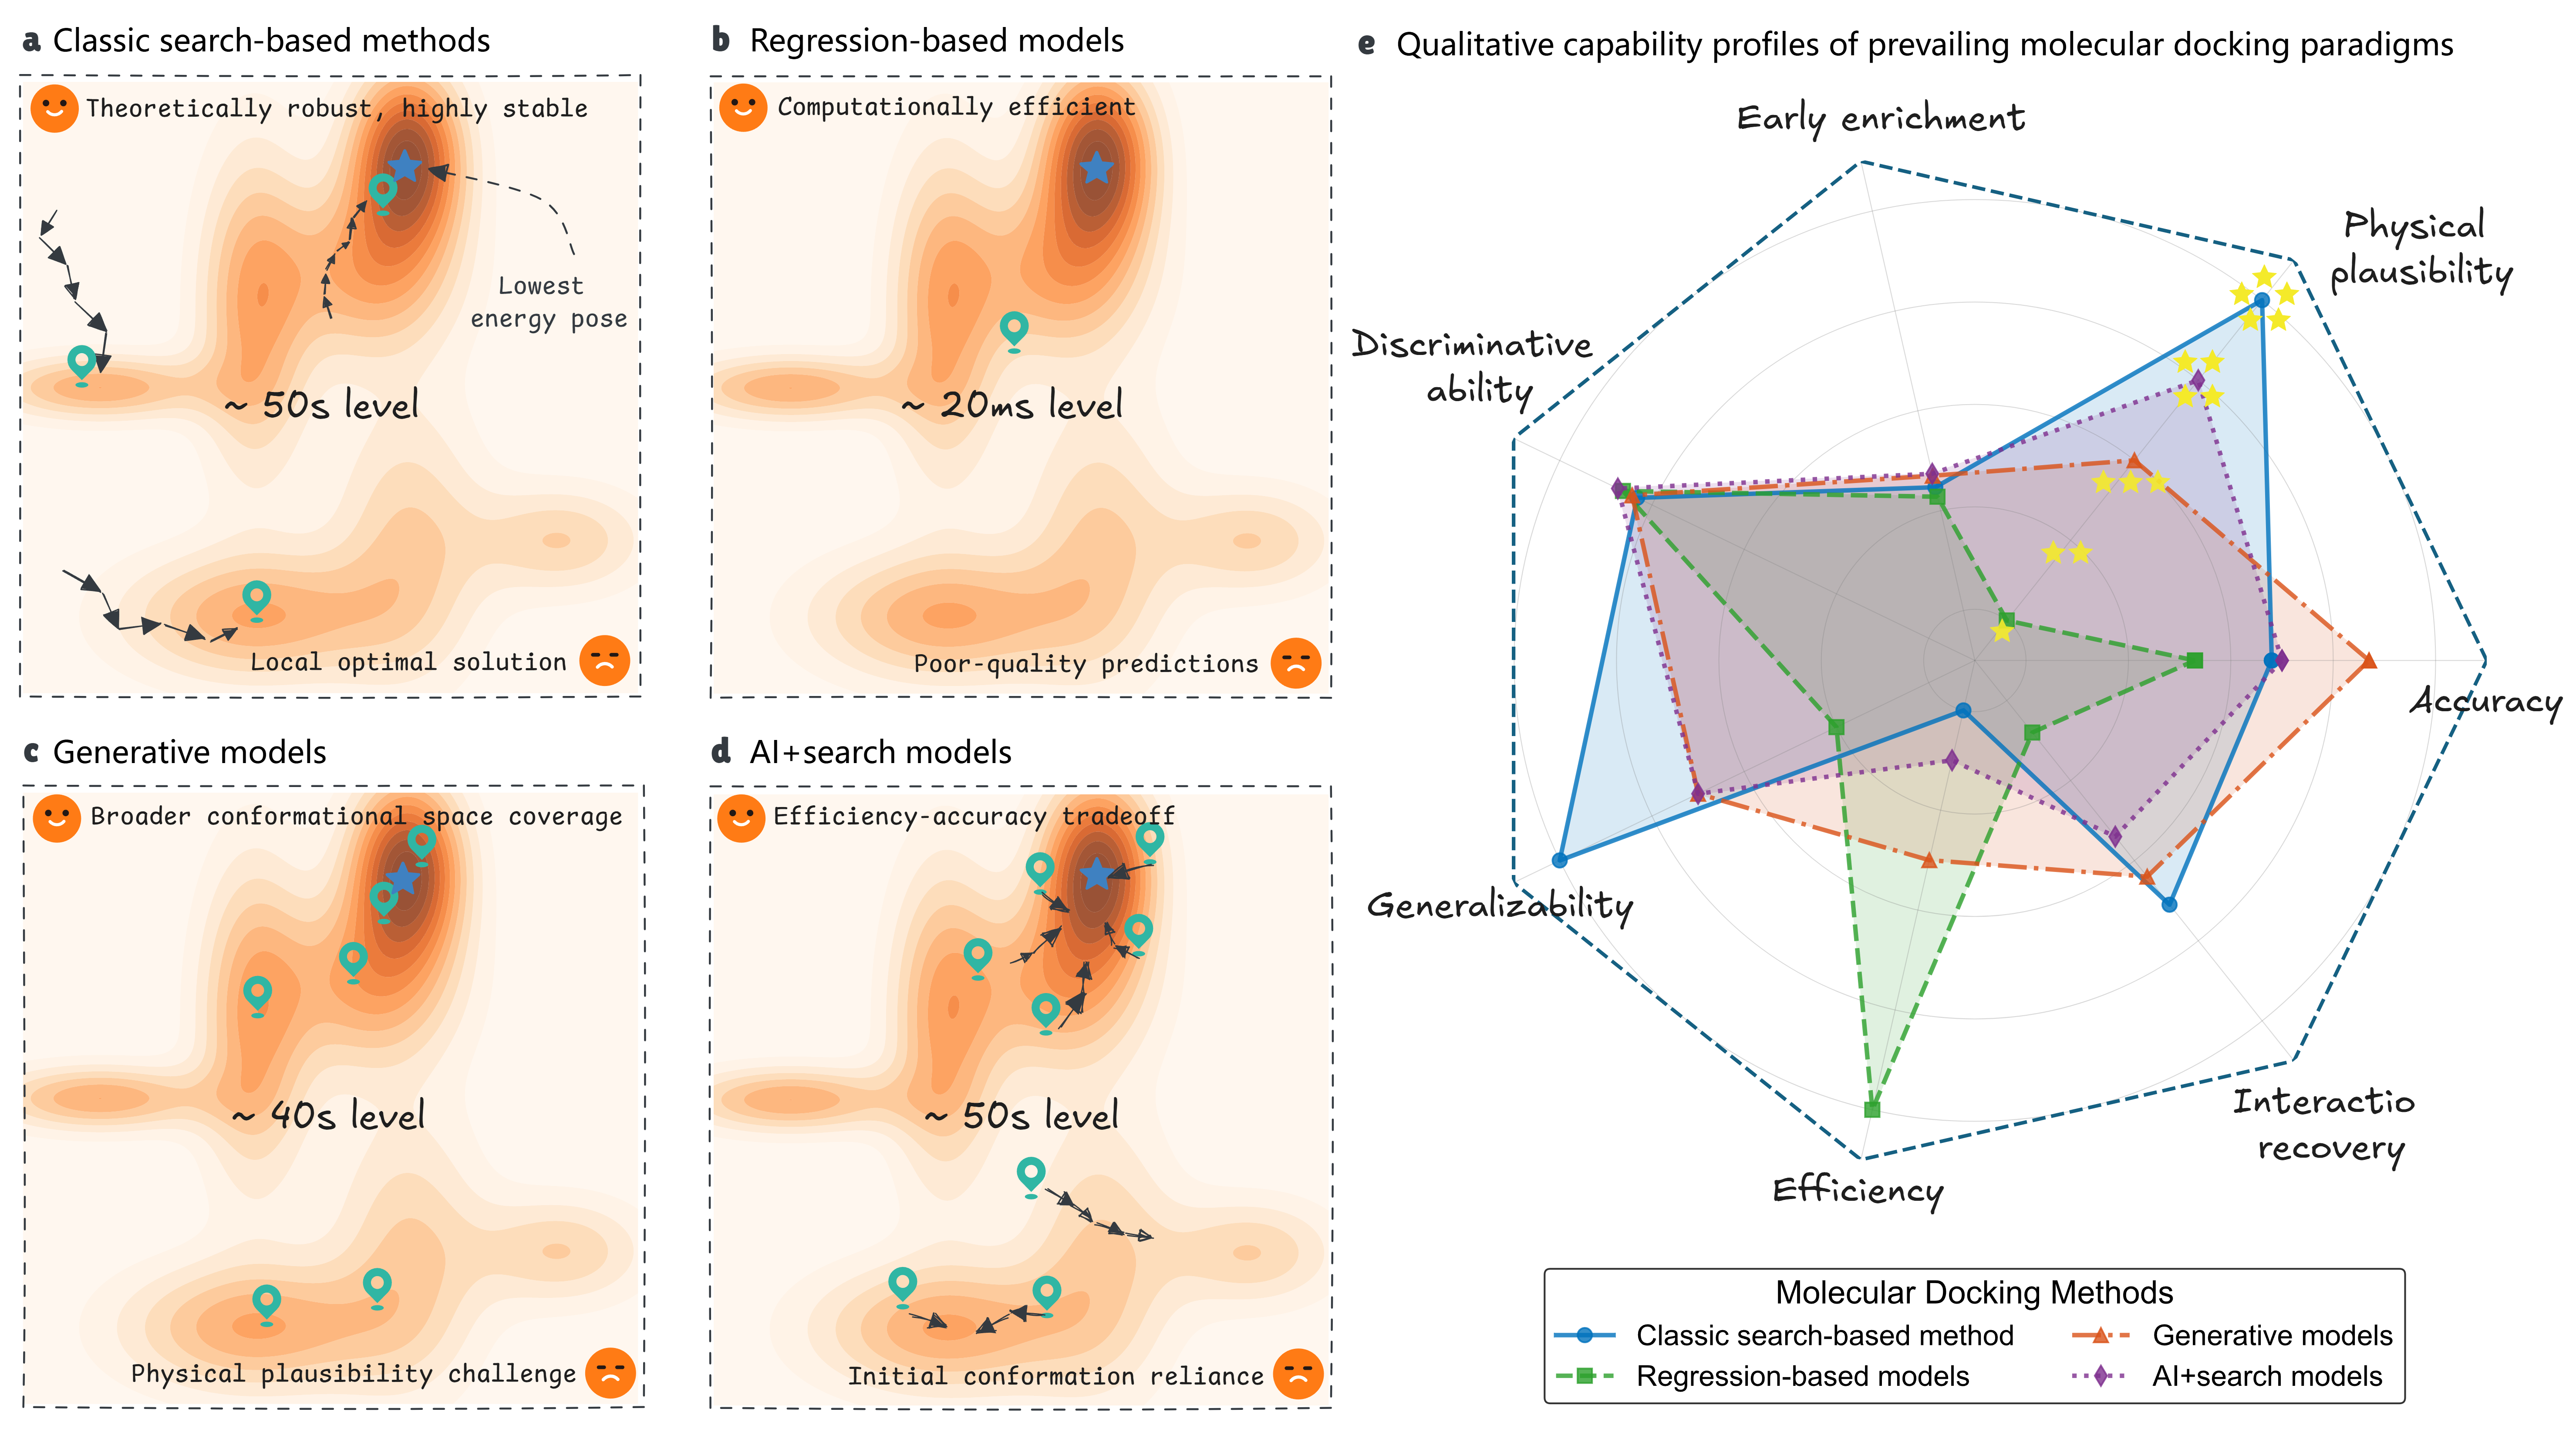 a Classic search-based methods
Theoretically robust, highly stable
Lowest
energy pose
~ 50s level
Local optimal solution
b Regression-based models
Computationally efficient
~ 20ms level
Poor-quality predictions
c Generative models
Broader conformational space coverage
~ 40s level
Physical plausibility challenge
d AI+search models
Efficiency-accuracy tradeoff
~ 50s level
Initial conformation reliance
e Qualitative capability profiles of prevailing molecular docking paradigms
Early enrichment
Physical
plausibility
Discriminative
ability
Accuracy
Generalizability
Interactio
recovery
Efficiency
Molecular Docking Methods
Classic search-based method
Generative models
Regression-based models
AI+search models